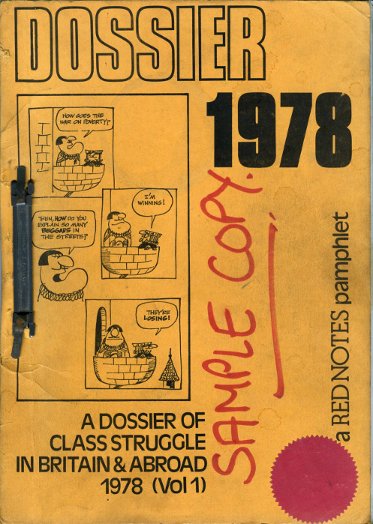 DOSSIER
1978
HOW GOES THE
WAR ON POVERTY?
I'M
WINNING!
THEN, HOW DO YOU
EXPLAIN SO MANY
BEGGARS IN
THE STREETS?
THEY'RE
LOSING!
SAMPLE COPY.
a RED NOTES pamphlet
A DOSSIER OF
CLASS STRUGGLE
IN BRITAIN & ABROAD
1978 (Vol 1)